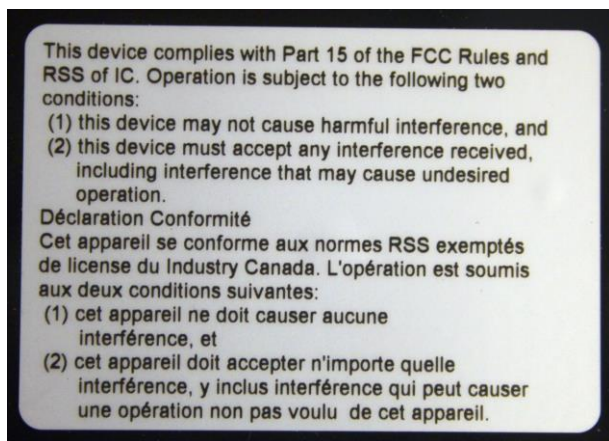 This device complies with Part 15 of the FCC Rules and
RSS of IC. Operation is subject to the following two
conditions:
(1) this device may not cause harmful interference, and
(2) this device must accept any interference received,
including interference that may cause undesired
operation.
Déclaration Conformité
Cet appareil se conforme aux normes RSS exemptés
de license du Industry Canada. L'opération est soumis
aux deux conditions suivantes:
(1) cet appareil ne doit causer aucune
interférence, et
(2) cet appareil doit accepter n'importe quelle
interférence, y inclus interférence qui peut causer
une opération non pas voulu de cet appareil.